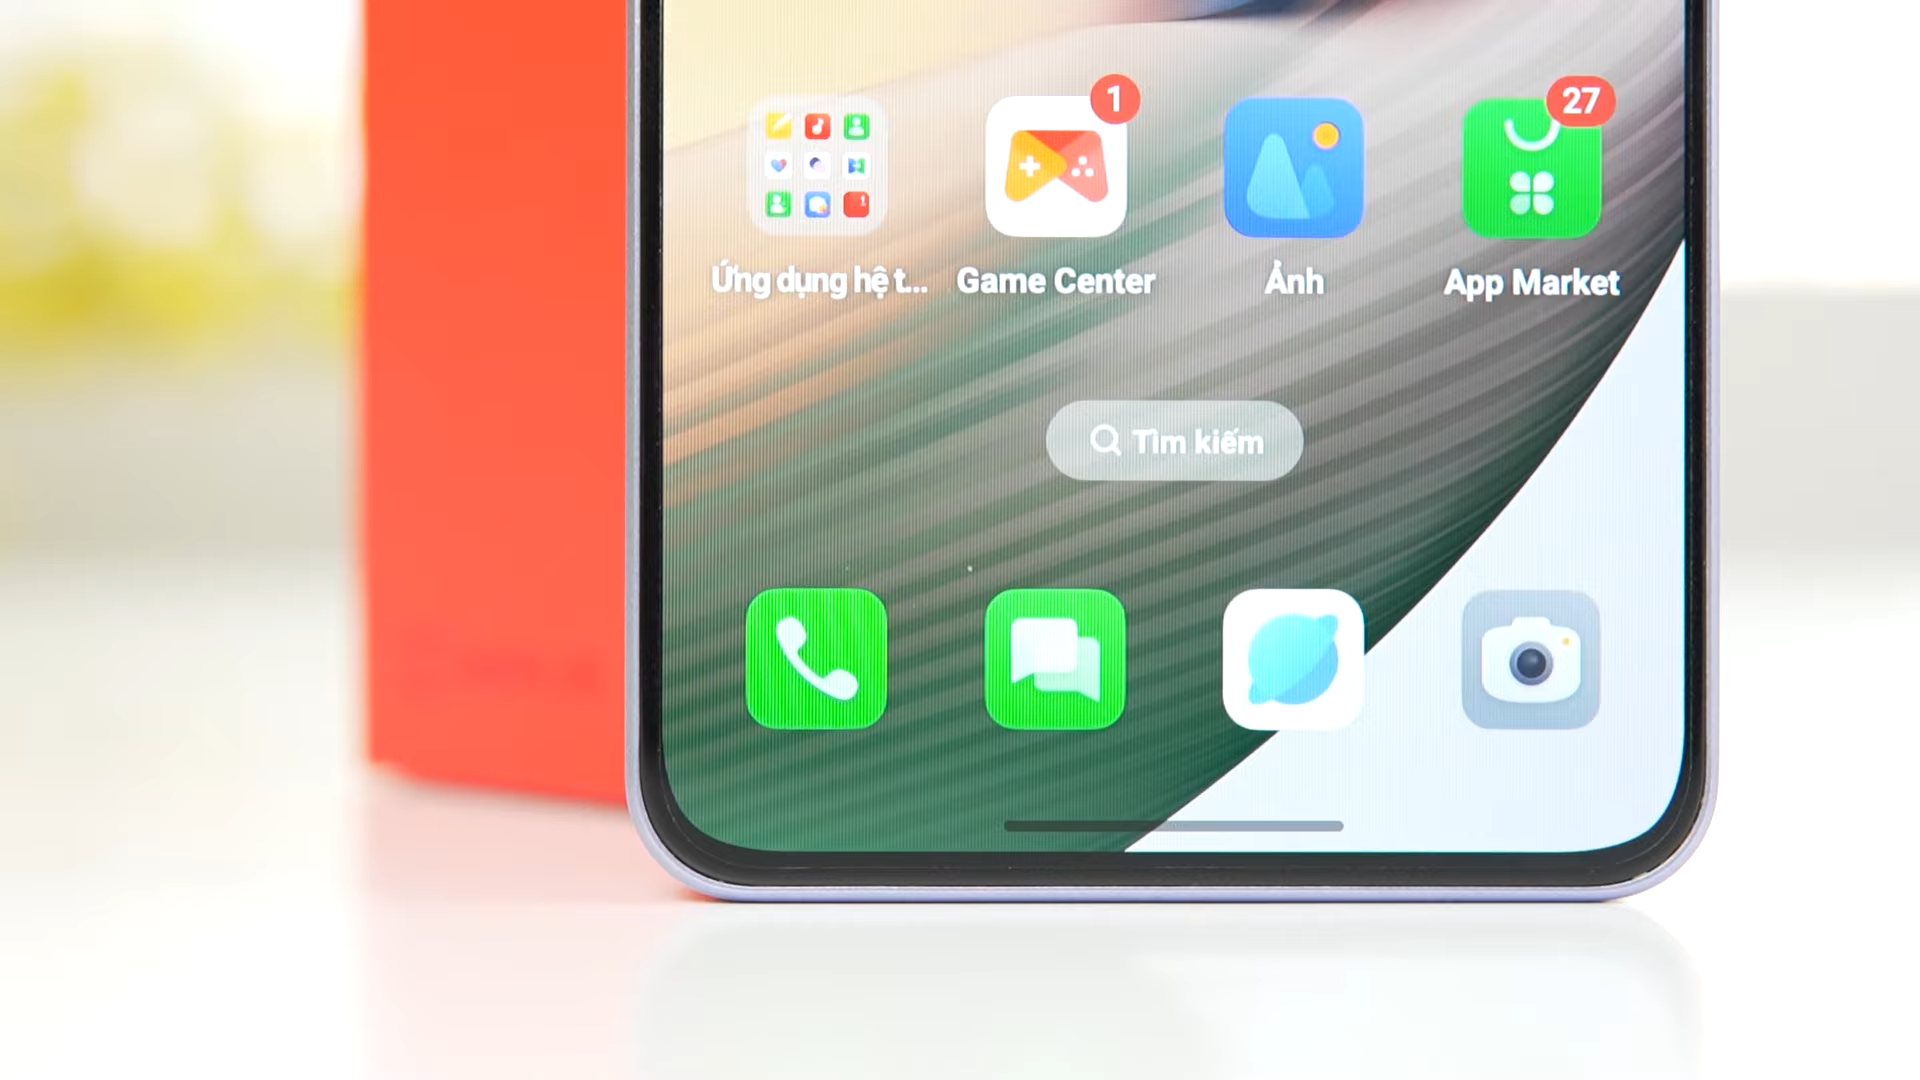 1
27
Ứng dụng hệ t...
Game Center
Ảnh
App Market
Tìm kiếm